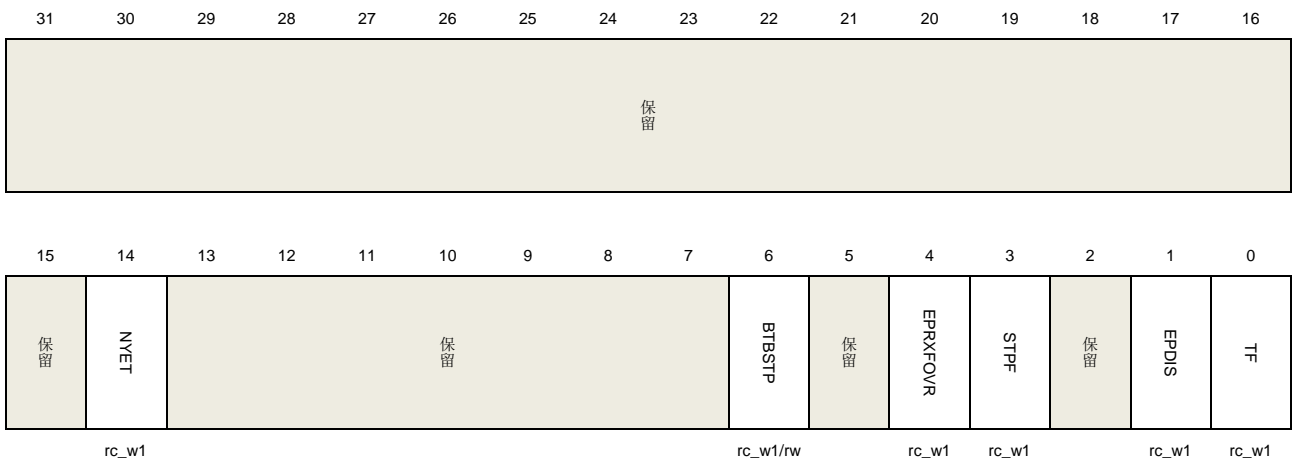 31 30 29 28 27 26 25 24 23 22 21 20 19 18 17 16
保留
15 14 13 12 11 10 9 8 7 6 5 4 3 2 1 0
保留 NYET 保留 BTBSTP 保留 EPRXFOVR STPF 保留 EPDIS TF
rc_w1 rc_w1/rw rc_w1 rc_w1 rc_w1 rc_w1